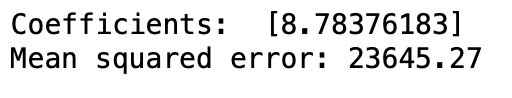 Coefficients:  [8.78376183]
Mean squared error: 23645.27